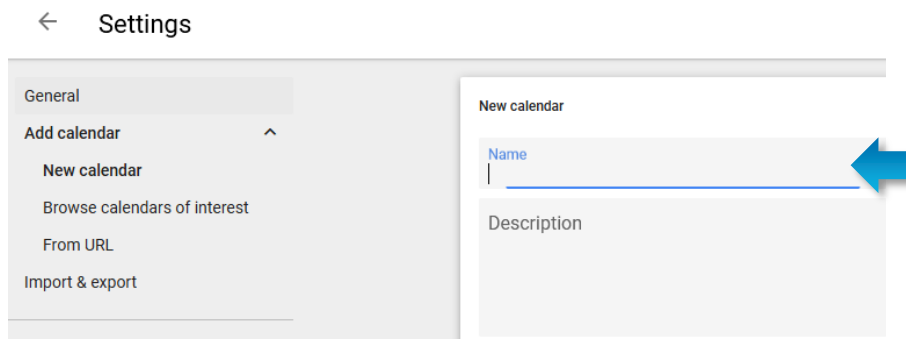 Settings
General
Add calendar
New calendar
Browse calendars of interest
From URL
Import & export
New calendar
Name
Description